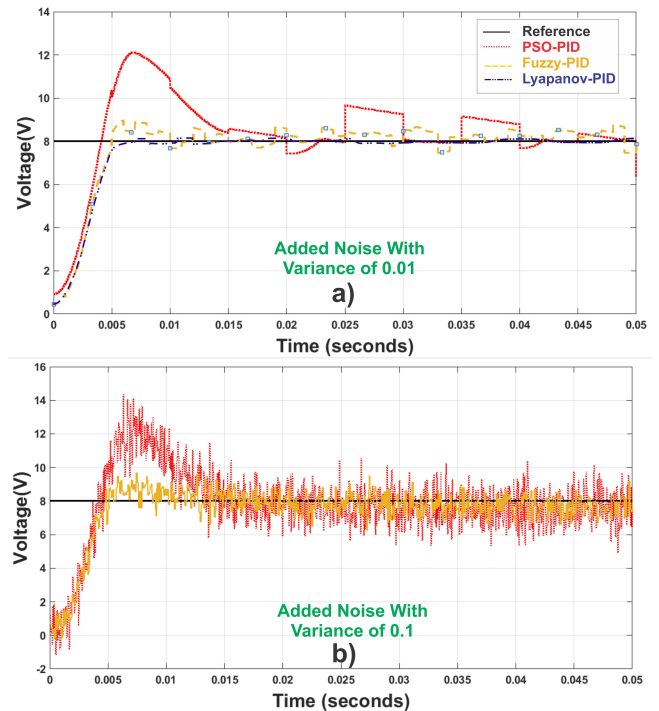 14
12
10
8
6
4
2
0
Voltage(V)
Reference
PSO-PID
Fuzzy-PID
Lyapanov-PID
Added Noise With
Variance of 0.01
a)
0 0.005 0.01 0.015 0.02 0.025 0.03 0.035 0.04 0.045 0.05
Time (seconds)
16
14
12
10
8
6
4
2
0
-2
Voltage(V)
Added Noise With
Variance of 0.1
b)
0 0.005 0.01 0.015 0.02 0.025 0.03 0.035 0.04 0.045 0.05
Time (seconds)